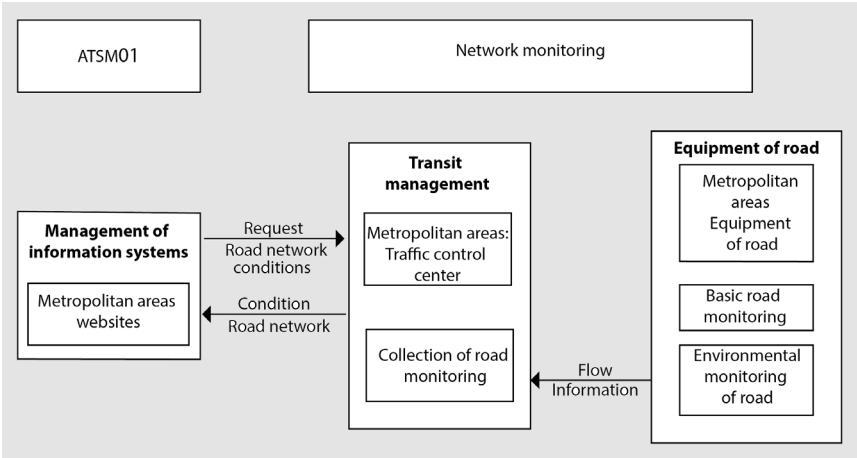 ATSM01
Network monitoring
Management of
information systems
Metropolitan areas
websites
Request
Road network
conditions
Condition
Road network
Transit
management
Metropolitan areas:
Traffic control
center
Collection of road
monitoring
Flow
Information
Equipment of road
Metropolitan
areas
Equipment
of road
Basic road
monitoring
Environmental
monitoring
of road